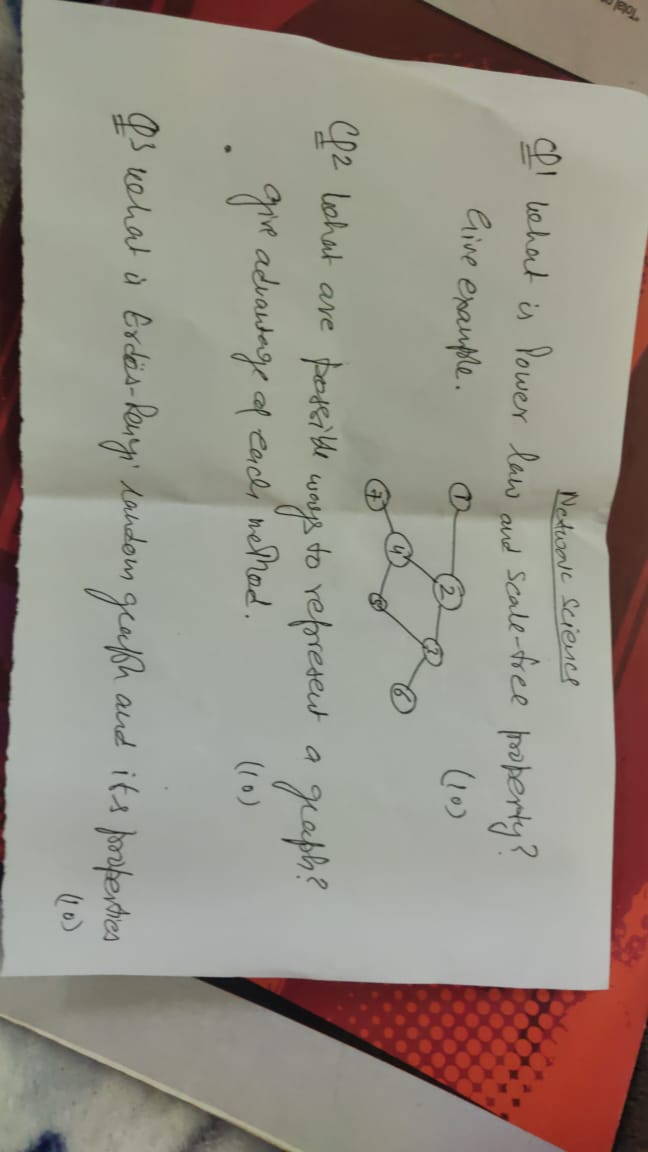 Network Science
Q1 What is Power law and scale-free property?
Give example. (10)
1 2
3
4 6
7 5
Q2 What are possible ways to represent a graph?
give advantage of each method. (10)
Q3 what is Erdös-Renyi random graph and its properties
(10)